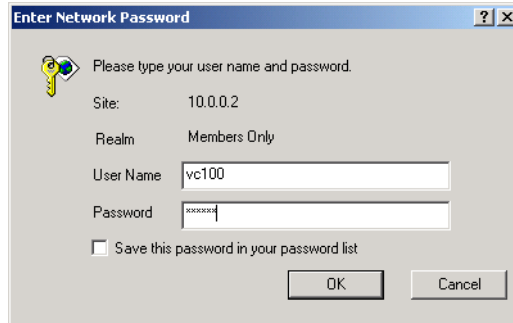 Enter Network Password
Please type your user name and password.
Site: 10.0.0.2
Realm Members Only
User Name vc100
Password ××××××
Save this password in your password list
OK Cancel